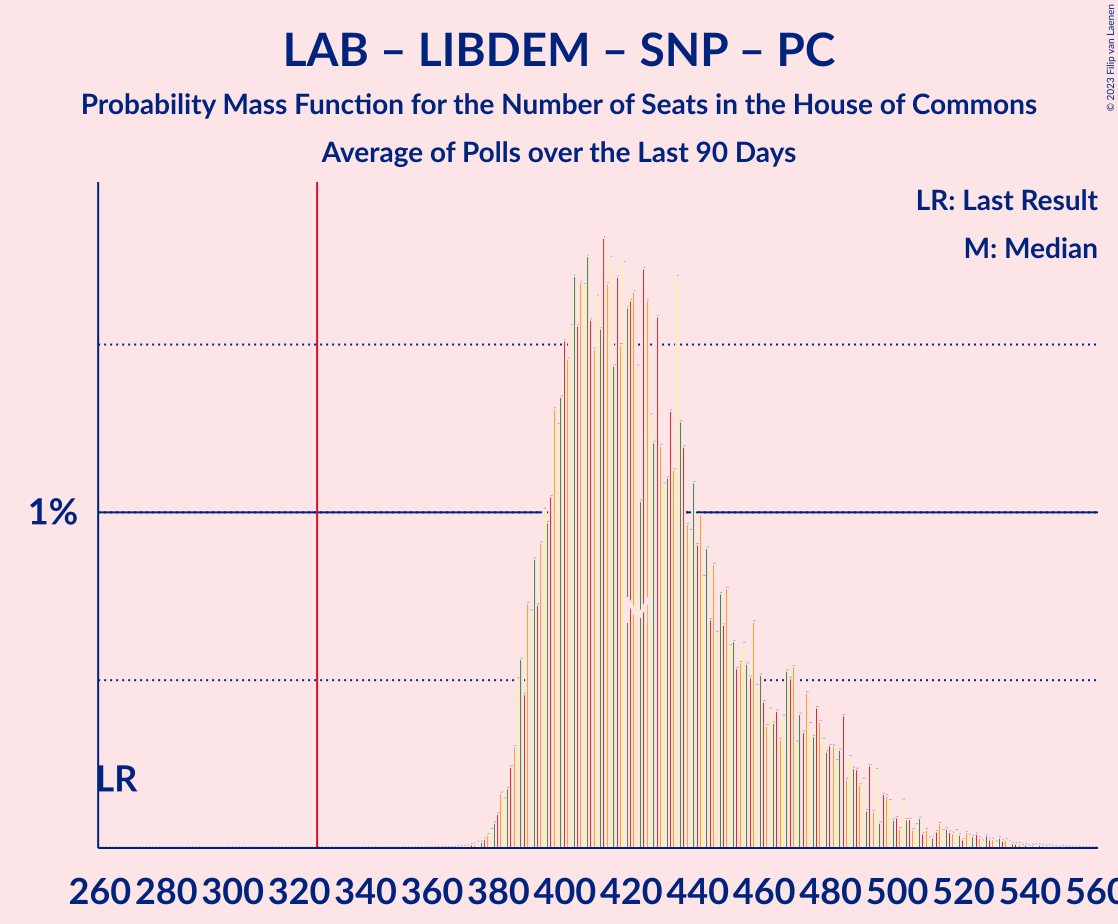 LAB – LIBDEM – SNP – PC
Probability Mass Function for the Number of Seats in the House of Commons
Average of Polls over the Last 90 Days
© 2023 Filip van Laenen
LR: Last Result
M: Median
1%
M
LR
260 280 300 320 340 360 380 400 420 440 460 480 500 520 540 560